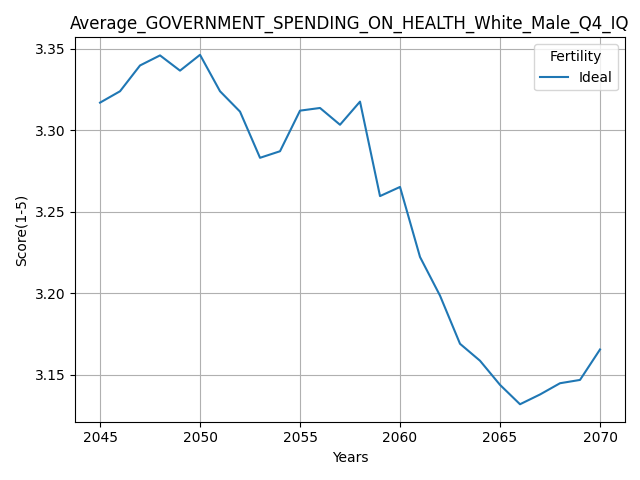 Average_GOVERNMENT_SPENDING_ON_HEALTH_White_Male_Q4_IQ
Fertility
Ideal
Score(1-5)
3.35
3.30
3.25
3.20
3.15
2045 2050 2055 2060 2065 2070
Years